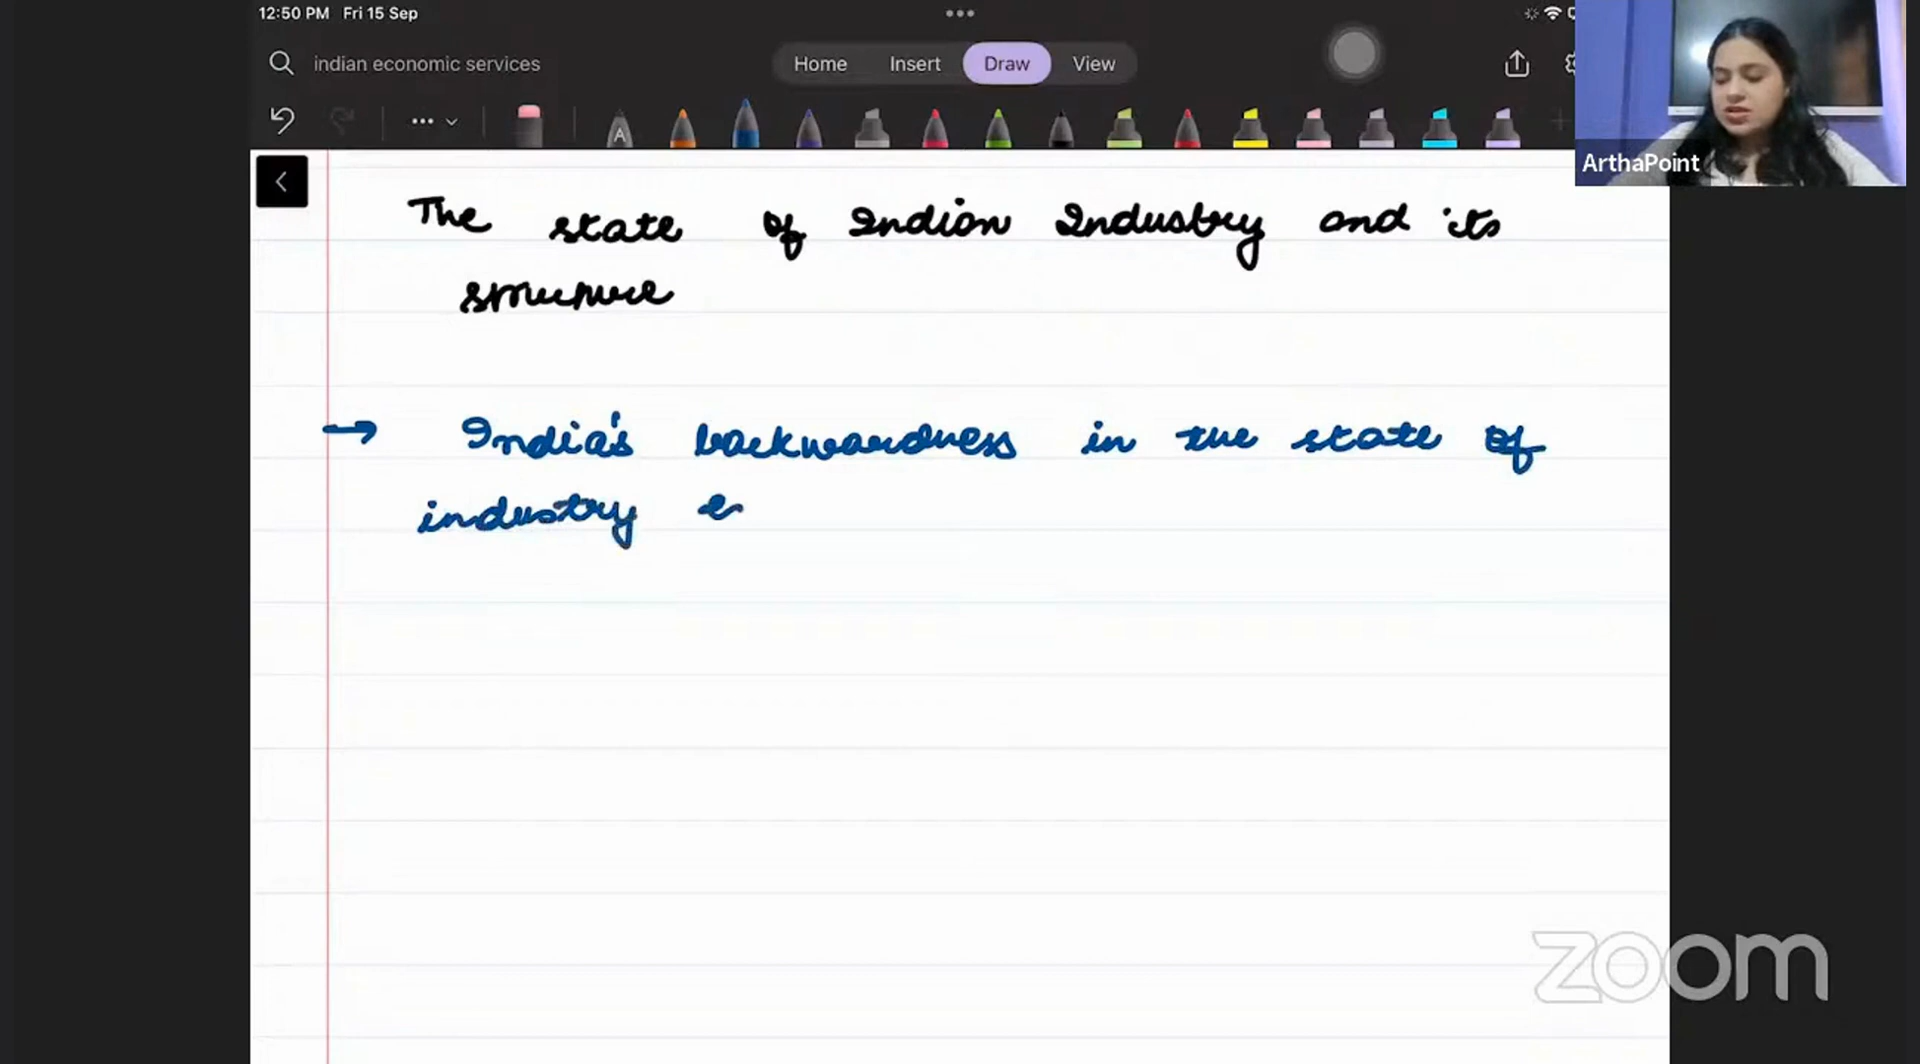 12:50 PM Fri 15 Sep
indian economic services
Home Insert Draw View
A
ArthaPoint
The state of Indian Industry and its
structure
→ India's backwardness in the state of
industry e
zoom